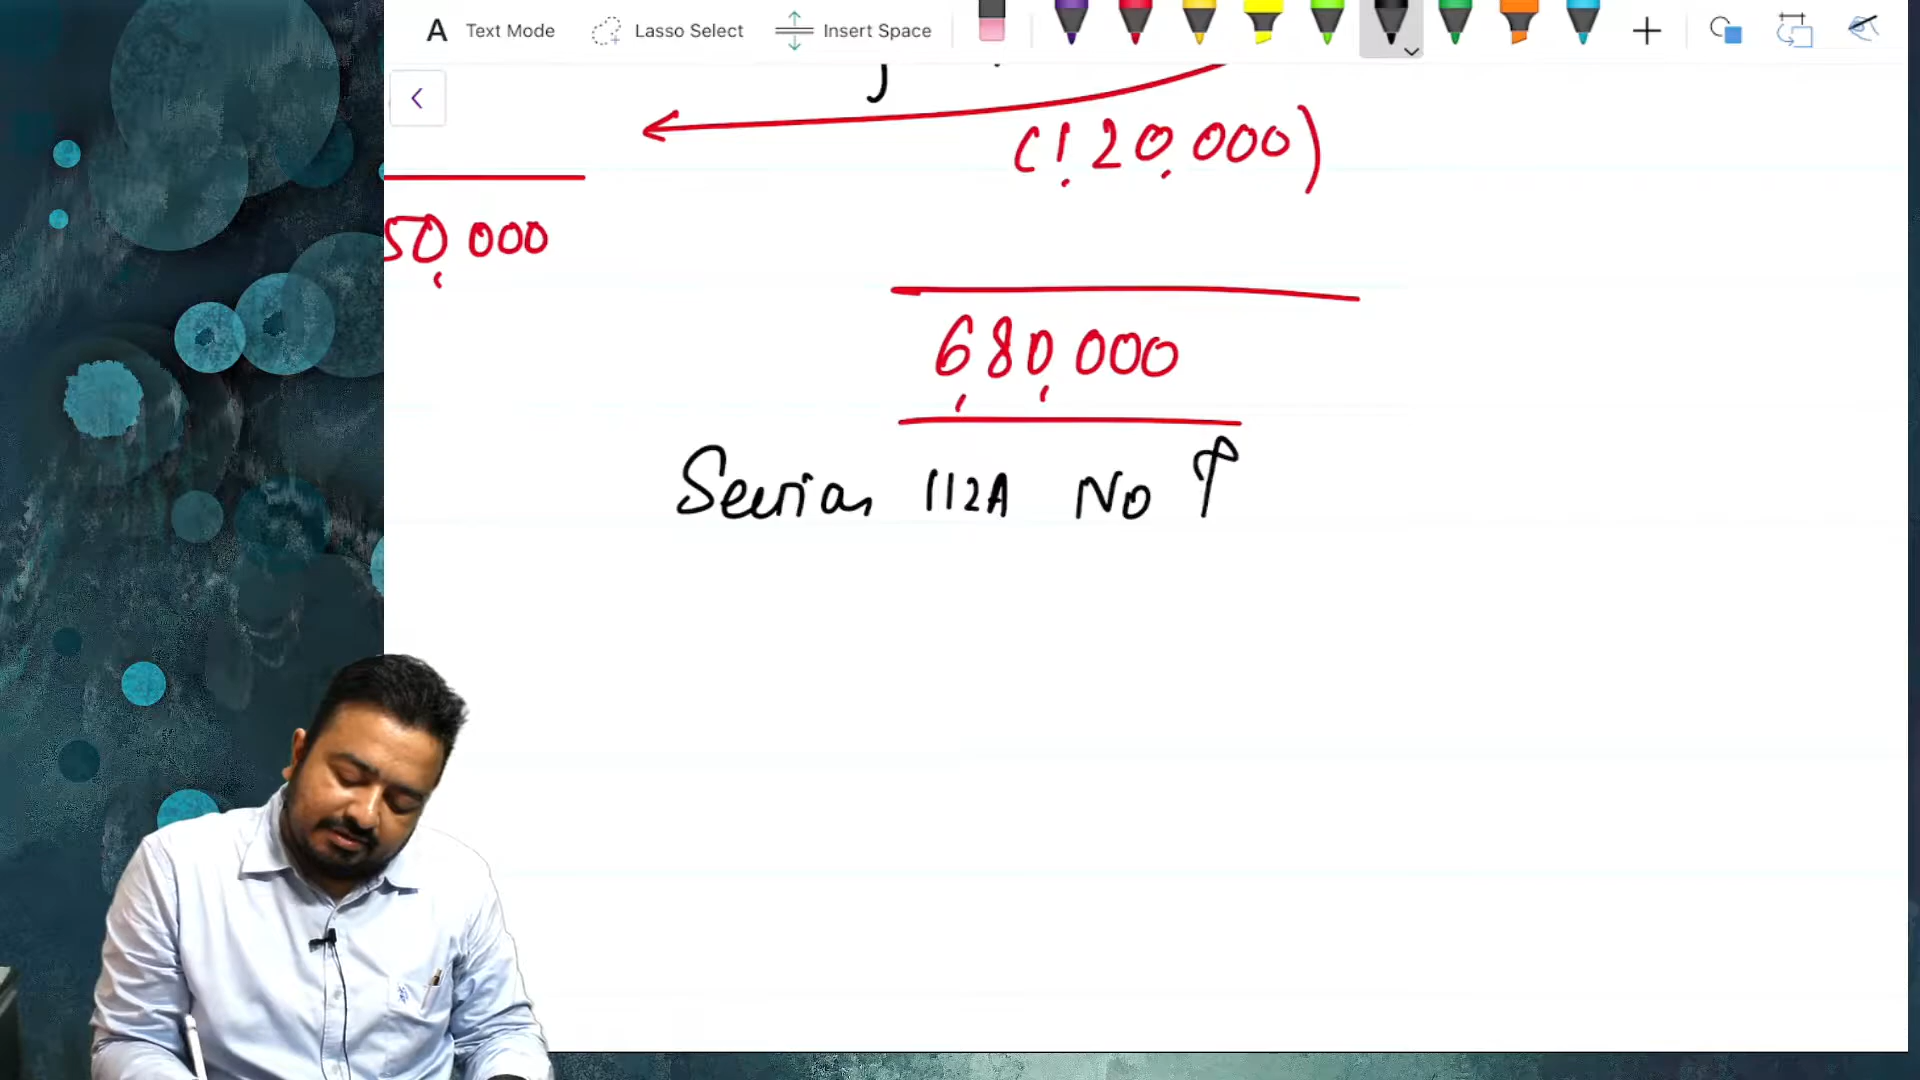 A Text Mode Lasso Select Insert Space
(1,20,000)
50,000
6,80,000
Section 112A No ↑